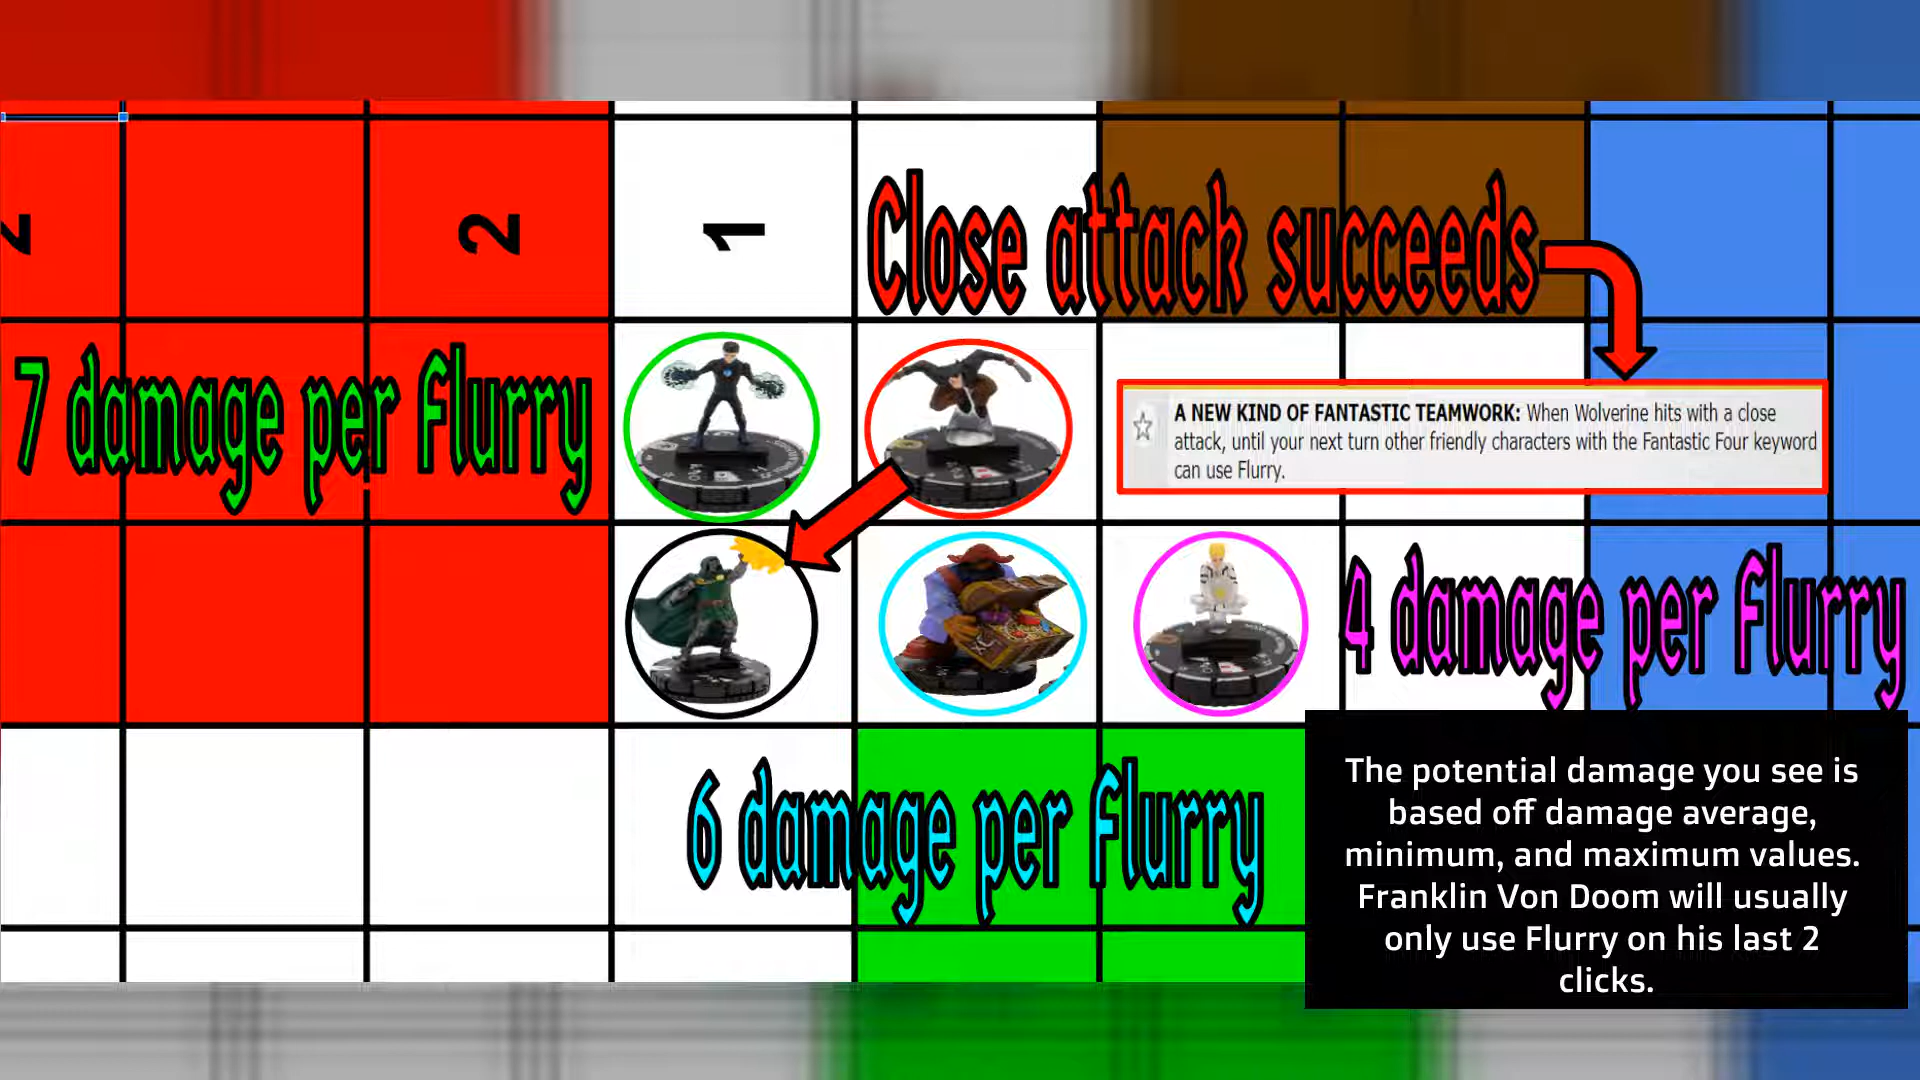 2
2
1
Close attack succeeds
7 damage per flurry
A NEW KIND OF FANTASTIC TEAMWORK: When Wolverine hits with a close
attack, until your next turn other friendly characters with the Fantastic Four keyword
can use Flurry.
4 damage per flurry
6 damage per flurry
The potential damage you see is
based off damage average,
minimum, and maximum values.
Franklin Von Doom will usually
only use Flurry on his last 2
clicks.